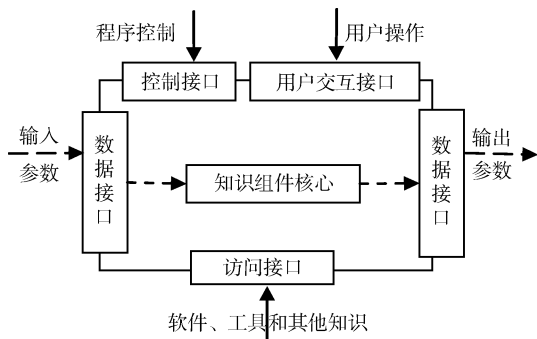 程序控制
用户操作
控制接口
用户交互接口
输入
参数
数据接口
知识组件核心
数据接口
输出
参数
访问接口
软件、工具和其他知识